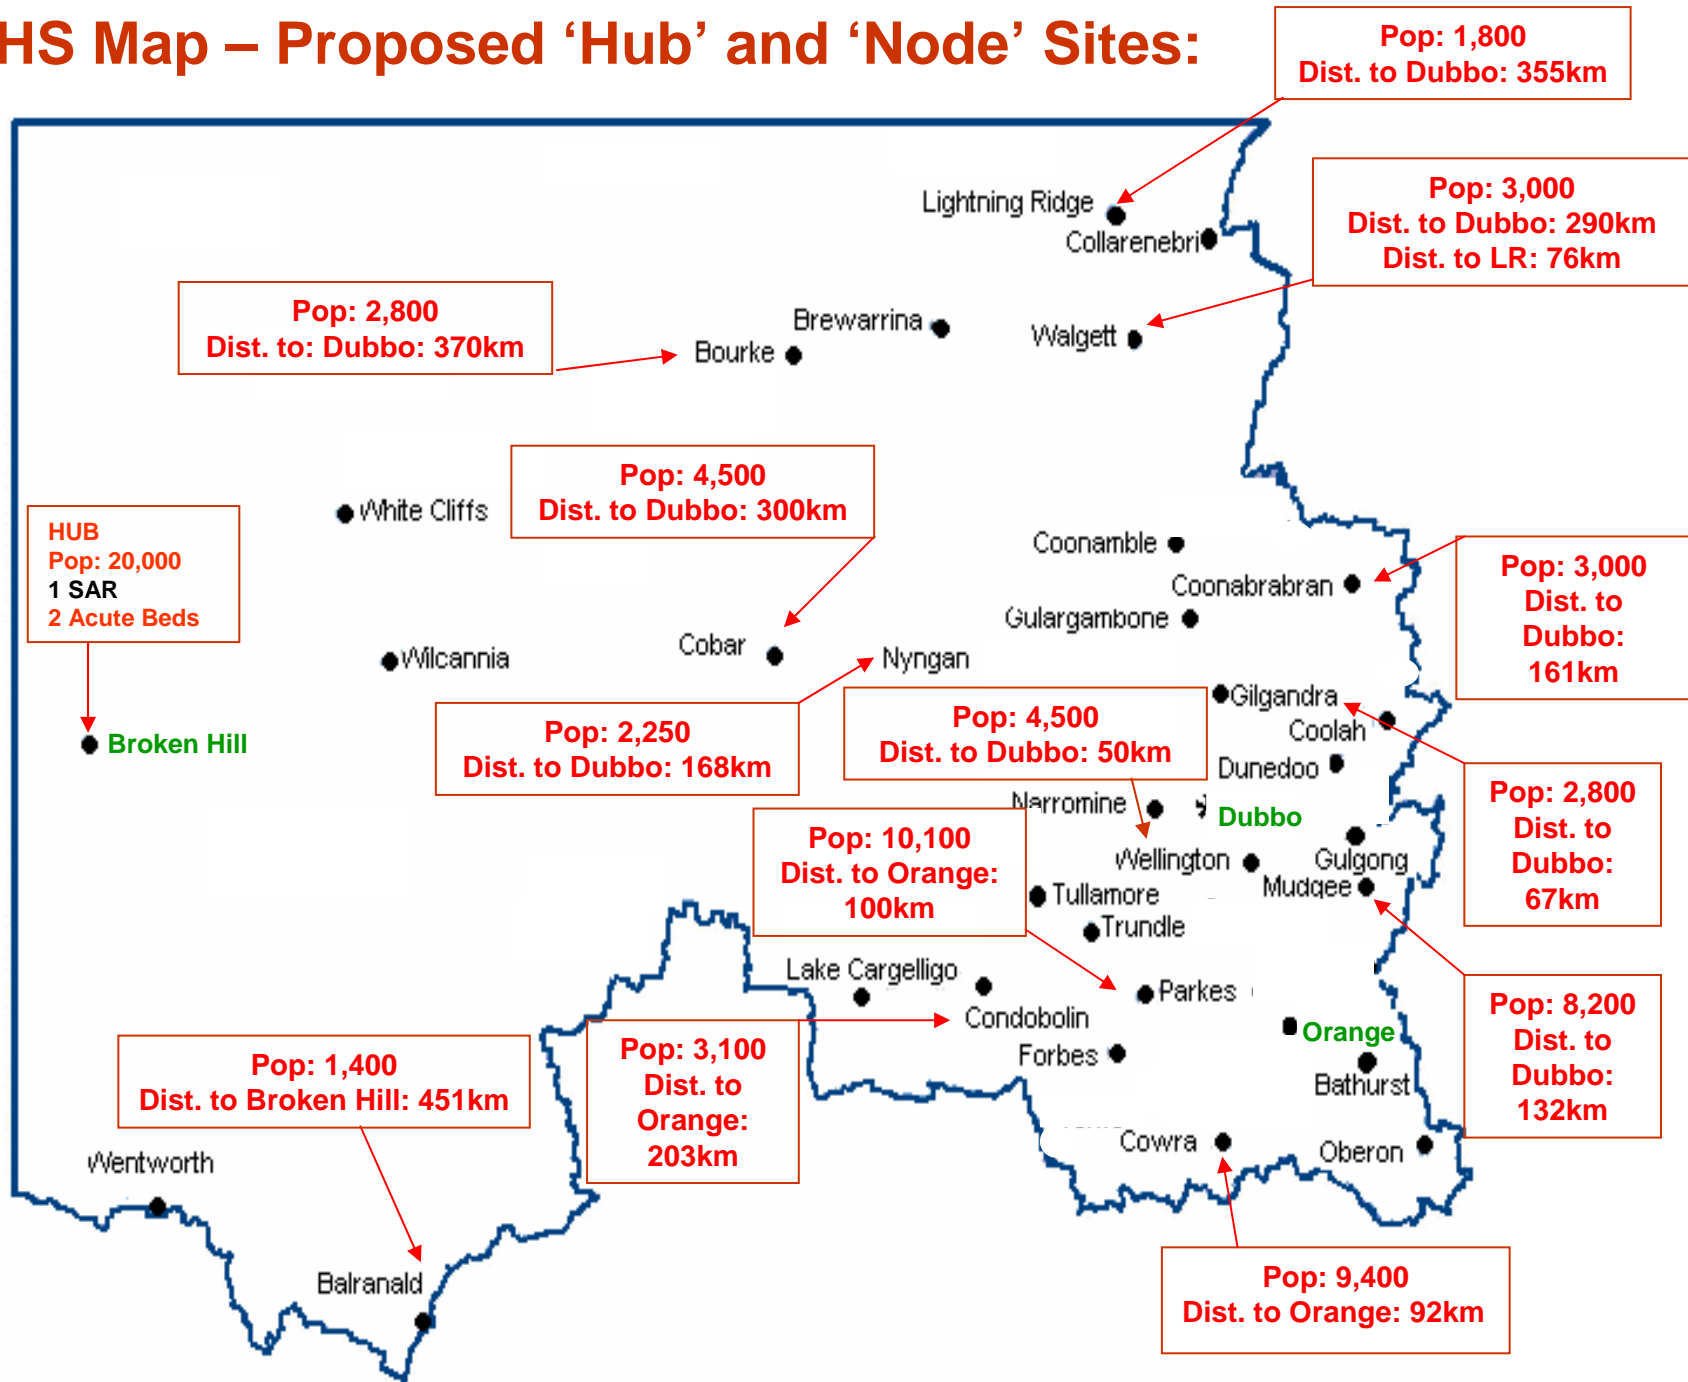 HS Map – Proposed ‘Hub’ and ‘Node’ Sites:
Pop: 1,800
Dist. to Dubbo: 355km
Pop: 3,000
Dist. to Dubbo: 290km
Dist. to LR: 76km
Lightning Ridge
Collarenebri
Pop: 2,800
Dist. to: Dubbo: 370km
Brewarrina
Bourke
Walgett
Pop: 4,500
Dist. to Dubbo: 300km
White Cliffs
HUB
Pop: 20,000
1 SAR
2 Acute Beds
Coonamble
Coonabrabran
Pop: 3,000
Dist. to
Dubbo:
161km
Gulargambone
Cobar
Wilcannia
Nyngan
Broken Hill
Pop: 2,250
Dist. to Dubbo: 168km
Pop: 4,500
Dist. to Dubbo: 50km
Gilgandra
Coolah
Dunedoo
Pop: 2,800
Dist. to
Dubbo:
67km
Narromine
Dubbo
Pop: 10,100
Dist. to Orange:
100km
Wellington
Gulgong
Mudgee
Tullamore
Trundle
Lake Cargelligo
Parkes
Condobolin
Pop: 8,200
Dist. to
Dubbo:
132km
Orange
Forbes
Bathurst
Pop: 3,100
Dist. to
Orange:
203km
Pop: 1,400
Dist. to Broken Hill: 451km
Cowra
Oberon
Wentworth
Balranald
Pop: 9,400
Dist. to Orange: 92km